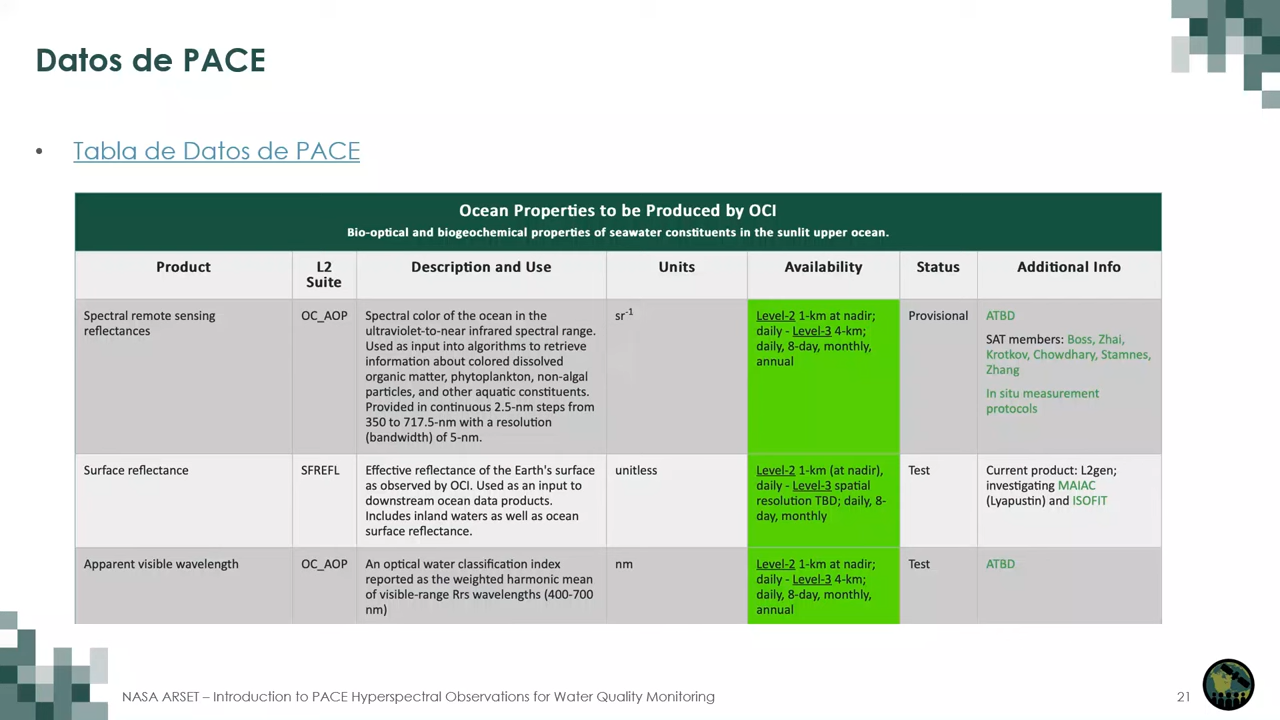 Datos de PACE
• Tabla de Datos de PACE
Ocean Properties to be Produced by OCI
Bio-optical and biogeochemical properties of seawater constituents in the sunlit upper ocean.
Product
L2
Suite
Description and Use
Units
Availability
Status
Additional Info
Spectral remote sensing
reflectances
OC_AOP
Spectral color of the ocean in the
ultraviolet-to-near infrared spectral range.
Used as input into algorithms to retrieve
information about colored dissolved
organic matter, phytoplankton, non-algal
particles, and other aquatic constituents.
Provided in continuous 2.5-nm steps from
350 to 717.5-nm with a resolution
(bandwidth) of 5-nm.
sr-1
Level-2 1-km at nadir;
daily - Level-3 4-km;
daily, 8-day, monthly,
annual
Provisional
ATBD
SAT members: Boss, Zhai,
Krotkov, Chowdhary, Stamnes,
Zhang
In situ measurement
protocols
Surface reflectance
SFREFL
Effective reflectance of the Earth's surface
as observed by OCI. Used as an input to
downstream ocean data products.
Includes inland waters as well as ocean
surface reflectance.
unitless
Level-2 1-km (at nadir),
daily - Level-3 spatial
resolution TBD; daily, 8-
day, monthly
Test
Current product: L2gen;
investigating MAIAC
(Lyapustin) and ISOFIT
Apparent visible wavelength
OC_AOP
An optical water classification index
reported as the weighted harmonic mean
of visible-range Rrs wavelengths (400-700
nm)
nm
Level-2 1-km at nadir;
daily - Level-3 4-km;
daily, 8-day, monthly,
annual
Test
ATBD
NASA ARSET – Introduction to PACE Hyperspectral Observations for Water Quality Monitoring
21